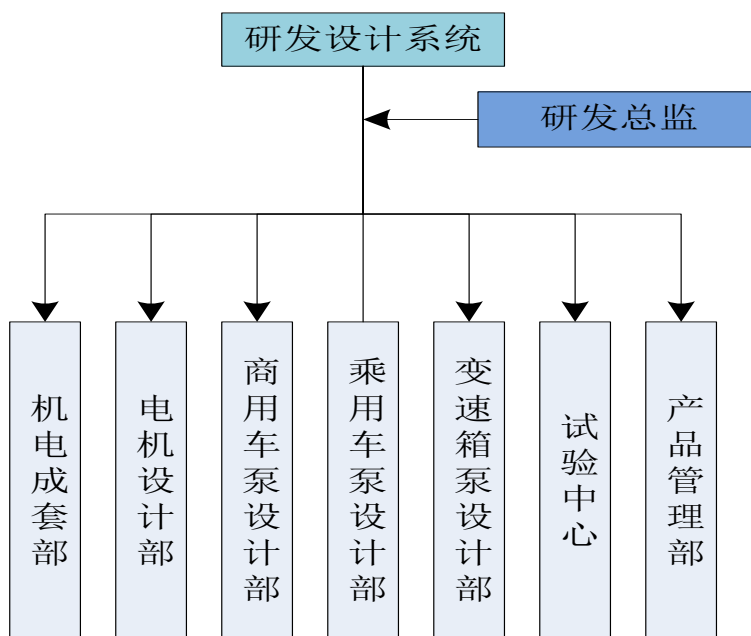 研发设计系统
研发总监
机电成套部
电机设计部
商用车泵设计部
乘用车泵设计部
变速箱泵设计部
试验中心
产品管理部